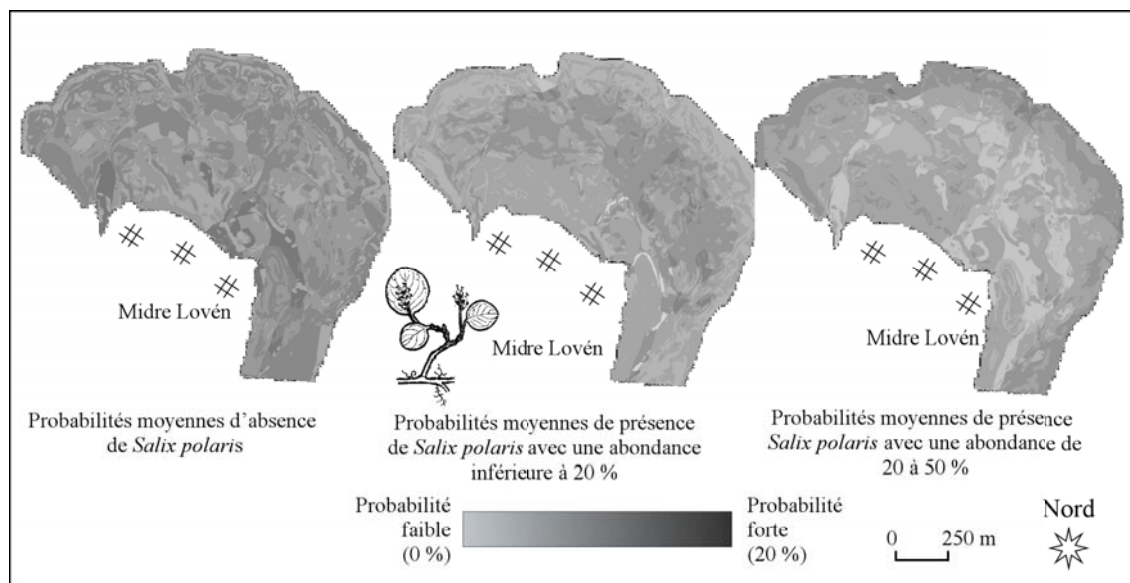 Midre Lovén
Midre Lovén
Midre Lovén
Probabilités moyennes d'absence
de Salix polaris
Probabilités moyennes de présence
de Salix polaris avec une abondance
inférieure à 20 %
Probabilités moyennes de présence
Salix polaris avec une abondance de
20 à 50 %
Probabilité
faible
(0 %)
Probabilité
forte
(20 %)
0 250 m
Nord